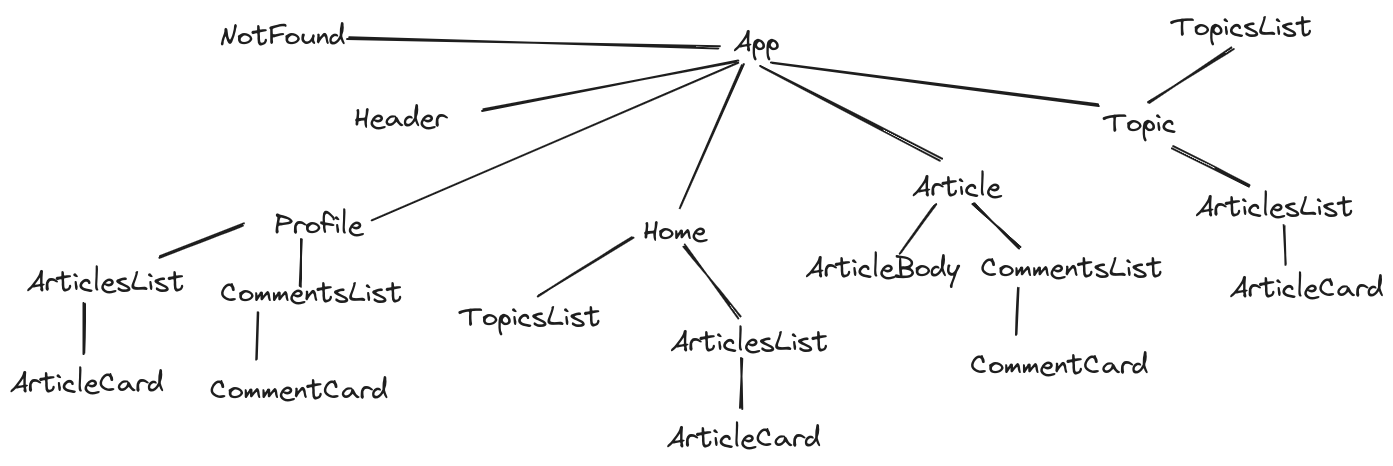 TopicsList
NotFound
App
Header
Topic
Article
ArticlesList
Profile
Home
ArticleBody
CommentsList
ArticlesList
CommentsList
ArticleCard
TopicsList
ArticlesList
CommentCard
ArticleCard
CommentCard
ArticleCard